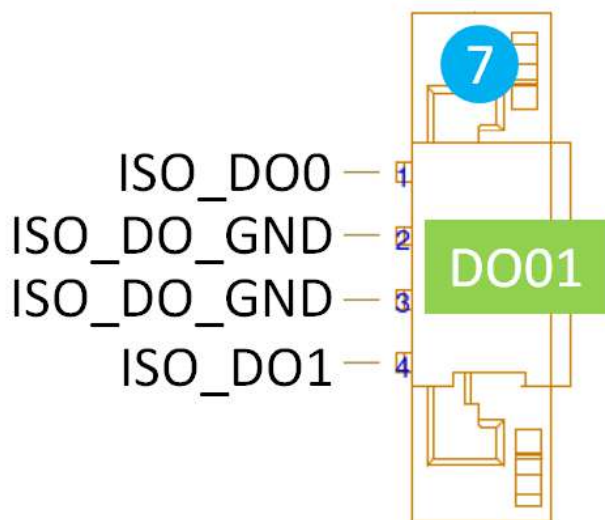 7
ISO_DO0 1
ISO_DO_GND 2
DO01
ISO_DO_GND 3
ISO_DO1 4